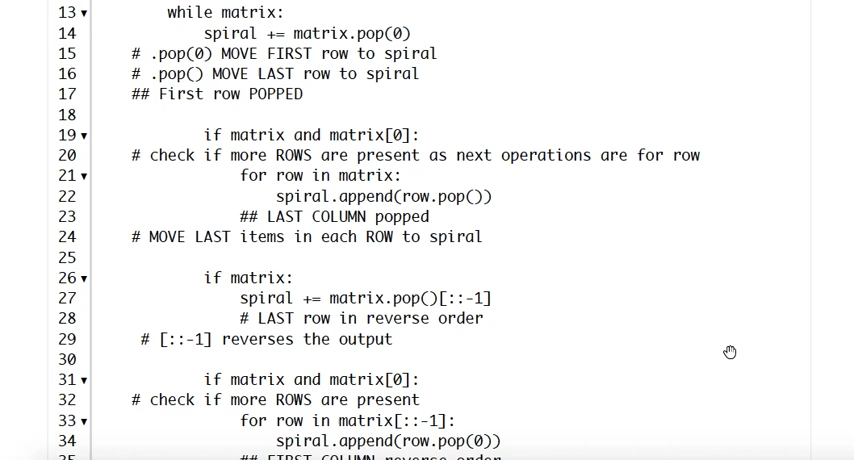 13 while matrix:
14 spiral += matrix.pop(0)
15 # .pop(0) MOVE FIRST row to spiral
16 # .pop() MOVE LAST row to spiral
17 ## First row POPPED
18
19 if matrix and matrix[0]:
20 # check if more ROWS are present as next operations are for row
21 for row in matrix:
22 spiral.append(row.pop())
23 ## LAST COLUMN popped
24 # MOVE LAST items in each ROW to spiral
25
26 if matrix:
27 spiral += matrix.pop()[::-1]
28 # LAST row in reverse order
29 # [::-1] reverses the output
30
31 if matrix and matrix[0]:
32 # check if more ROWS are present
33 for row in matrix[::-1]:
34 spiral.append(row.pop(0))
35 ## FIRST COLUMN reverse order